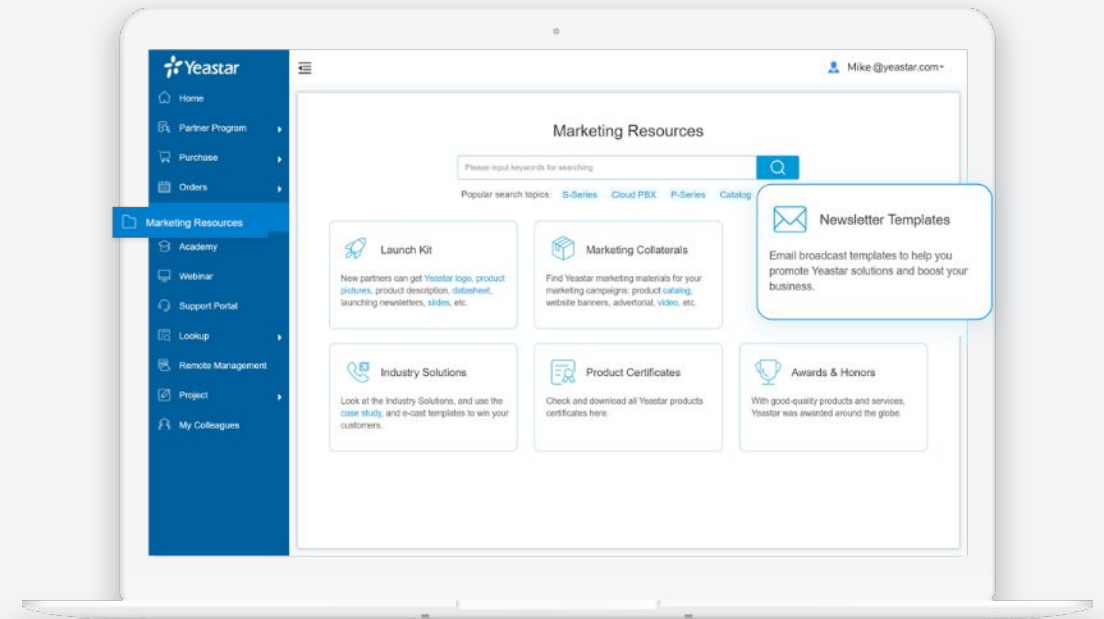 Yeastar
Mike@yeastar.com
Home
Partner Program
Purchase
Orders
Marketing Resources
Academy
Webinar
Support Portal
Lookup
Remote Management
Project
My Colleagues
Marketing Resources
Please input keywords for searching
Popular search topics: S-Series Cloud PBX P-Series Catalog
Launch Kit
New partners can get Yeastar logo, product
pictures, product description, datasheet,
launching newsletters, slides, etc.
Marketing Collaterals
Find Yeastar marketing materials for your
marketing campaigns: product catalog,
website banners, advertorial, video, etc.
Newsletter Templates
Email broadcast templates to help you
promote Yeastar solutions and boost your
business.
Industry Solutions
Look at the Industry Solutions, and use the
case study, and e-cast templates to win your
customers.
Product Certificates
Check and download all Yeastar products
certificates here.
Awards & Honors
With good-quality products and services,
Yeastar was awarded around the globe.